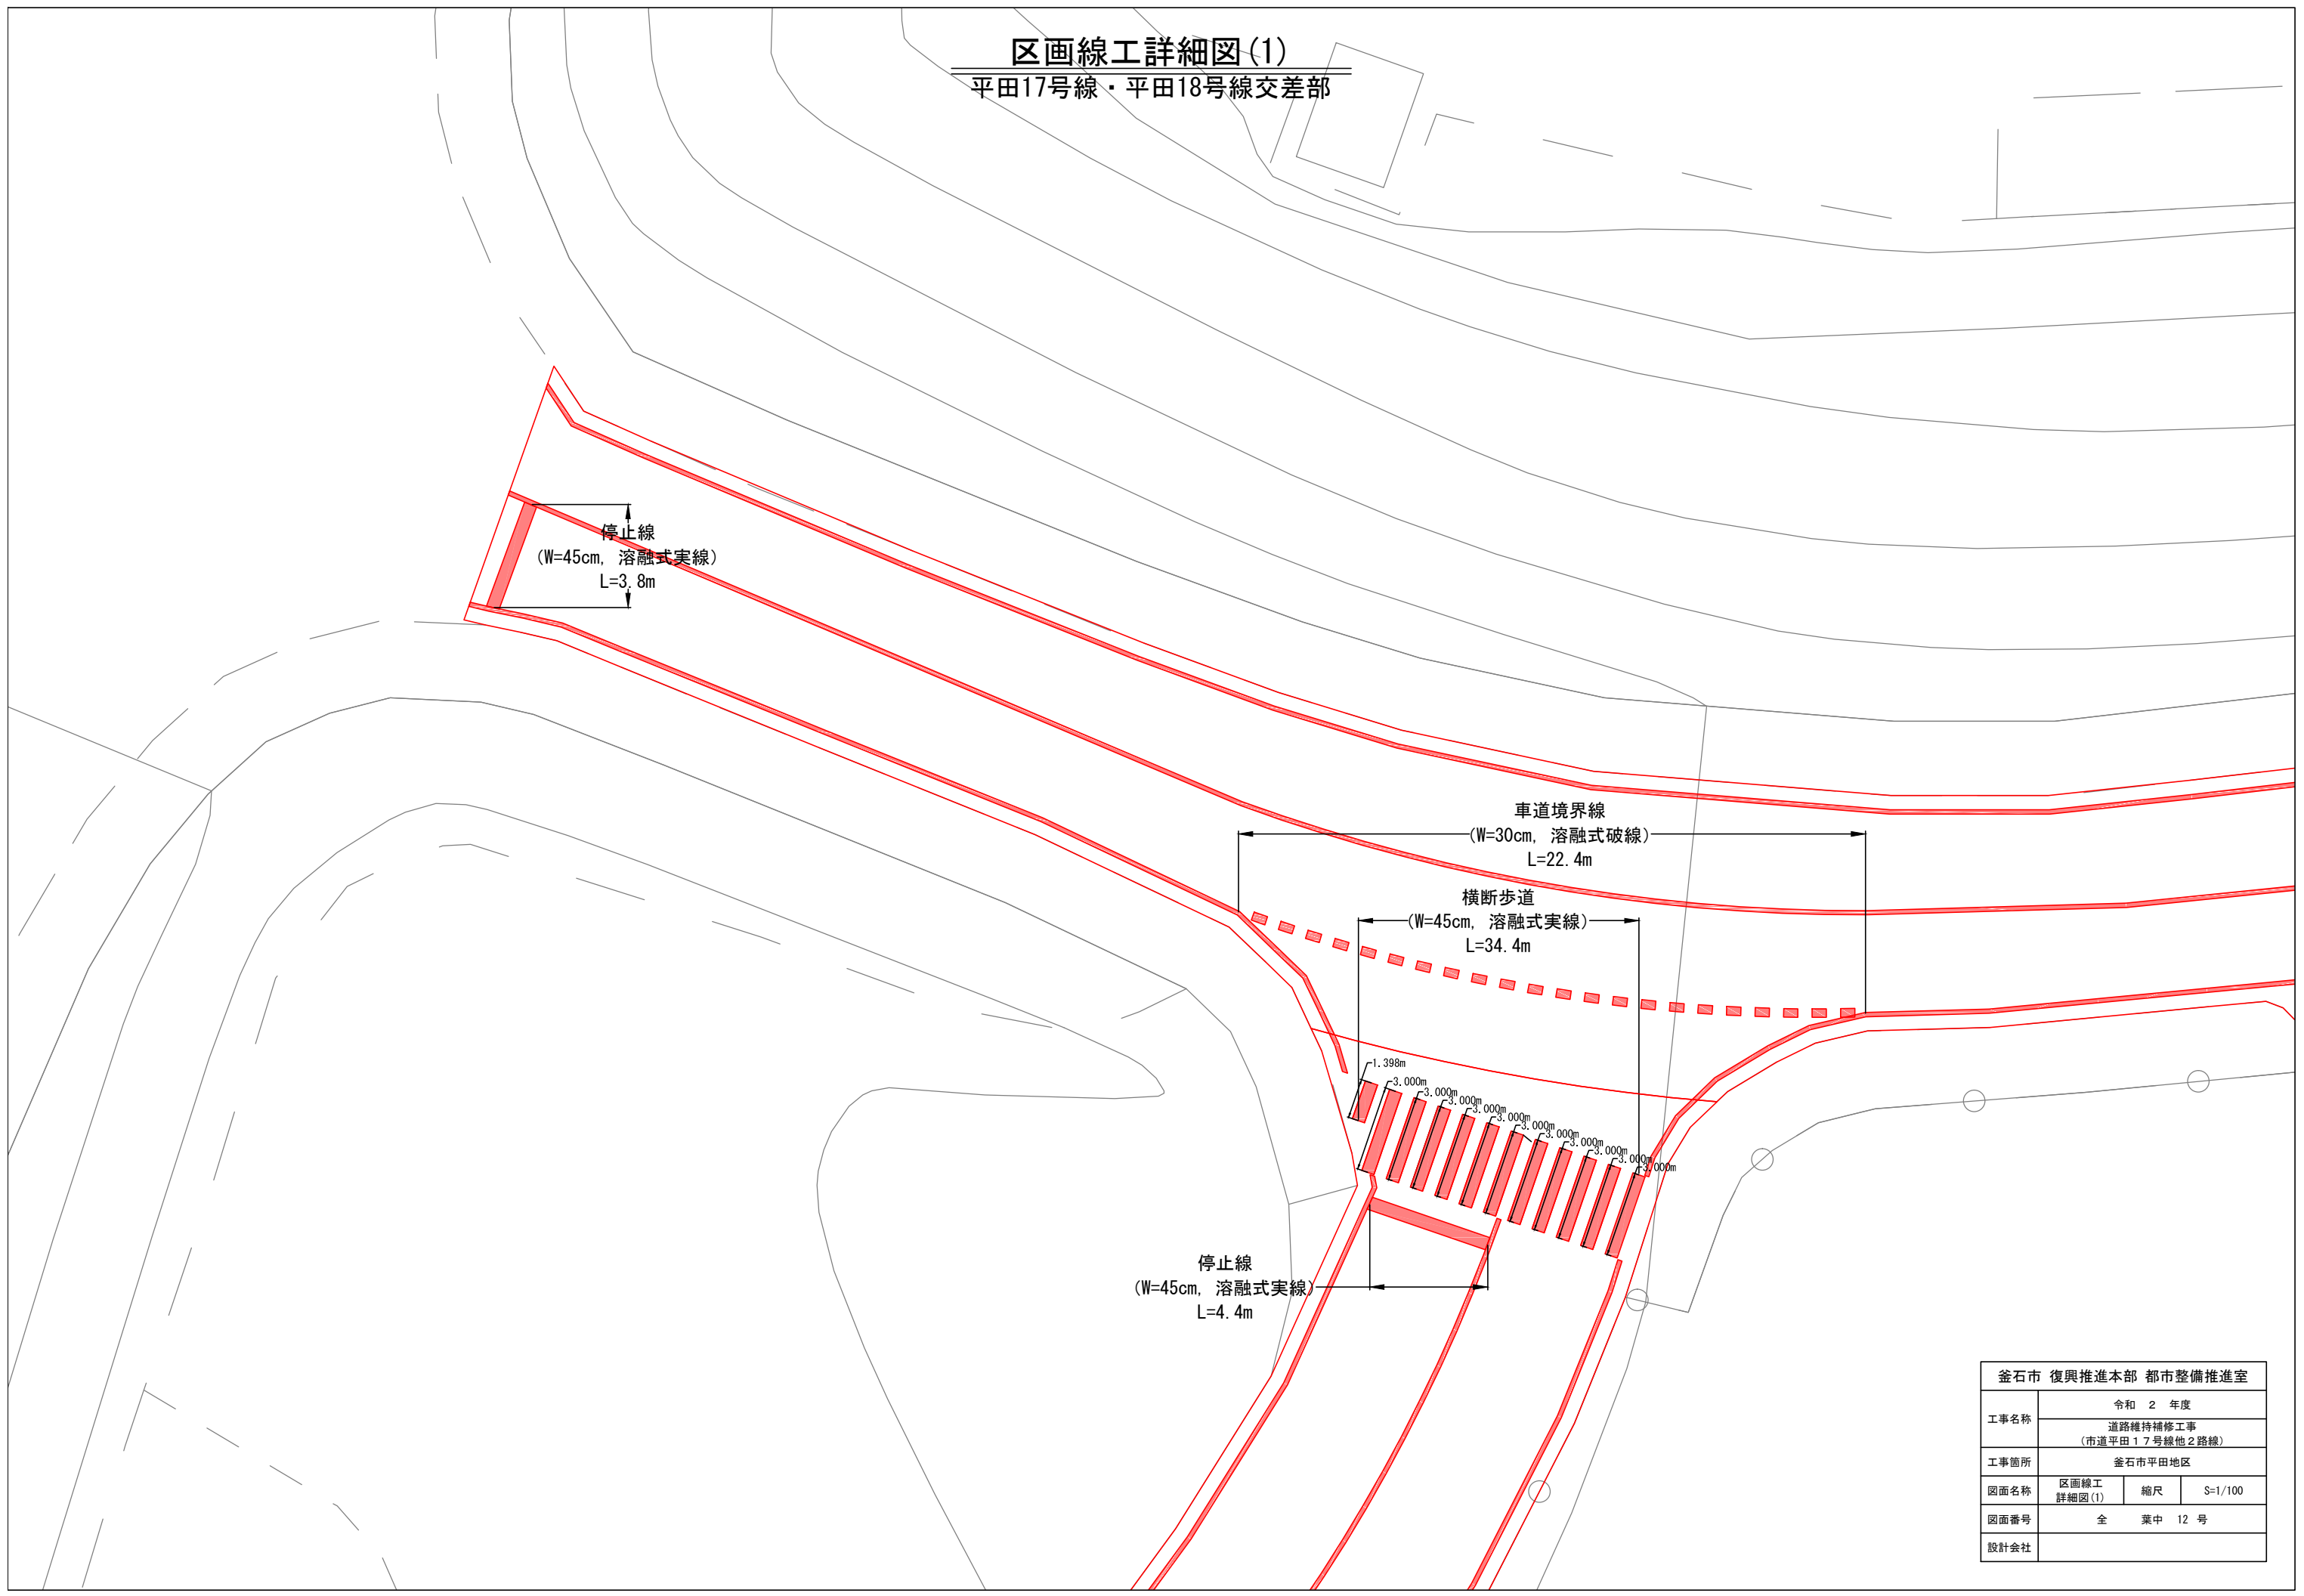 区画線工詳細図(1)
平田17号線・平田18号線交差部
停止線
(W=45cm, 溶融式実線)
L=3.8m
車道境界線
(W=30cm, 溶融式破線)
L=22.4m
横断歩道
(W=45cm, 溶融式実線)
L=34.4m
1.398m
3.000m
3.000m
3.000m
3.000m
3.000m
3.000m
3.000m
3.000m
3.000m
3.000m
3.000m
停止線
(W=45cm, 溶融式実線)
L=4.4m
釜石市 復興推進本部 都市整備推進室
工事名称
令和 2 年度
道路維持補修工事
(市道平田17号線他2路線)
工事箇所 釜石市平田地区
図面名称 区画線工 詳細図(1) 縮尺 S=1/100
図面番号 全 葉中 12 号
設計会社